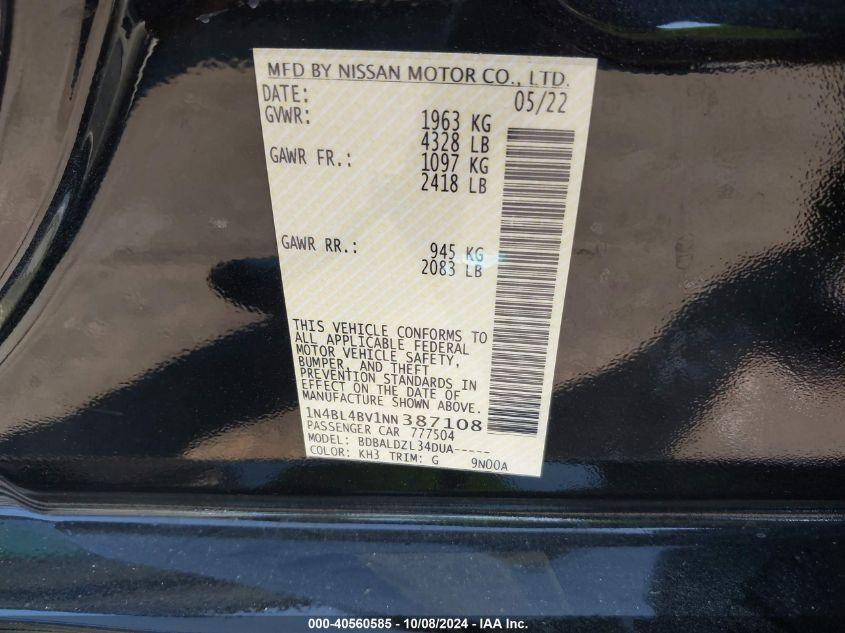 MFD BY NISSAN MOTOR CO., LTD.
DATE: 05/22
GVWR: 1963 KG
4328 LB
GAWR FR.: 1097 KG
2418 LB
GAWR RR.: 945 KG
2083 LB
THIS VEHICLE CONFORMS TO
ALL APPLICABLE FEDERAL
MOTOR VEHICLE SAFETY,
BUMPER, AND THEFT
PREVENTION STANDARDS IN
EFFECT ON THE DATE OF
MANUFACTURE SHOWN ABOVE.
1N4BL4BV1NN387108
PASSENGER CAR 777504
MODEL: BDBALDZL34DUA-----
COLOR: KH3 TRIM: G 9N00A
000-40560585 - 10/08/2024 - IAA Inc.